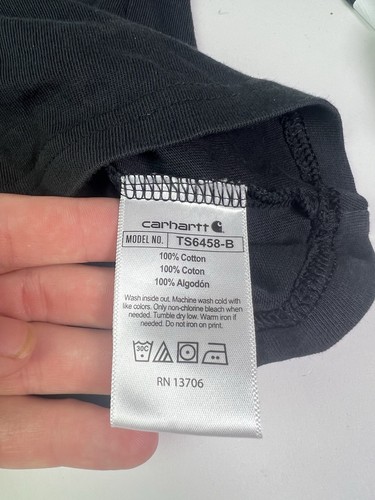 carhartt
MODEL NO. TS6458-B
100% Cotton
100% Coton
100% Algodón
Wash inside out. Machine wash cold with
like colors. Only non-chlorine bleach when
needed. Tumble dry low. Warm iron if
needed. Do not iron on print.
30C
RN 13706